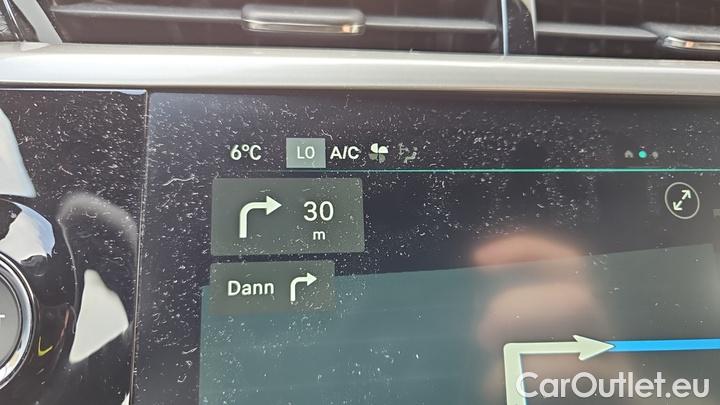 6°C LO A/C
30
m
Dann
T
CarOutlet.eu